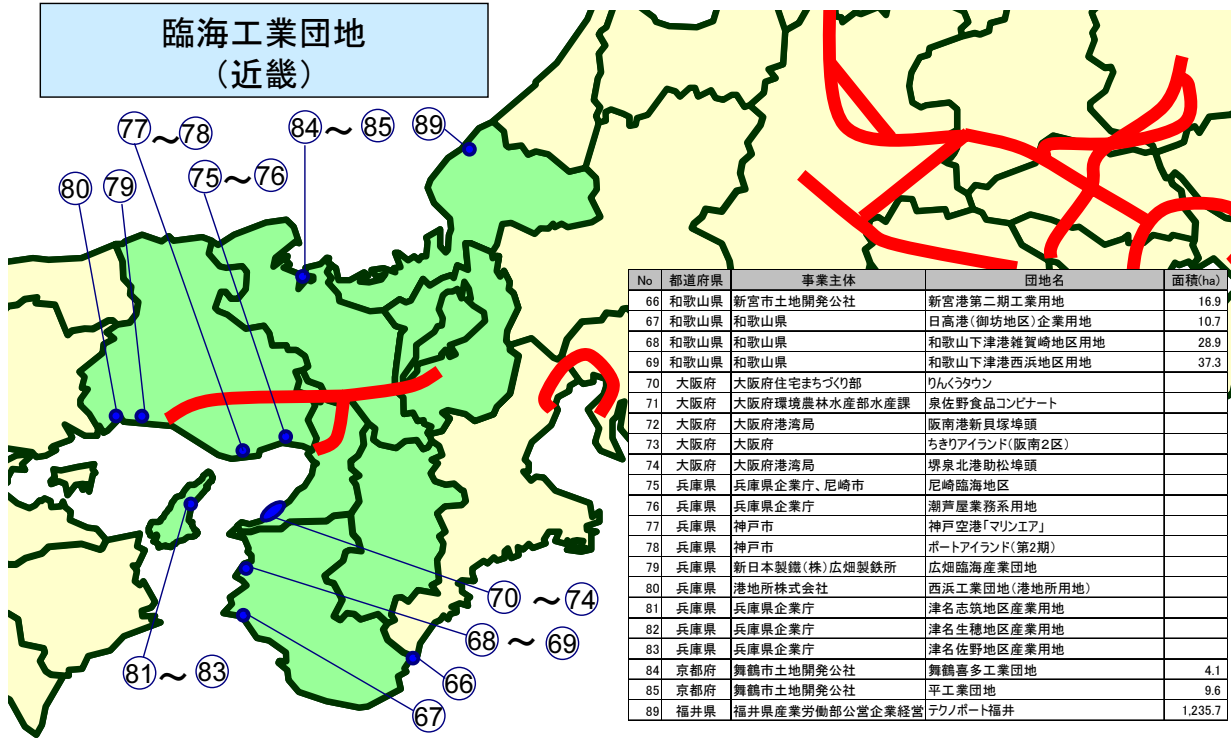 臨海工業団地
（近畿）
77～78
84～85
89
75～76
80
79
70～74
68～69
66
67
81～83
No 都道府県 事業主体 団地名 面積(ha)
66 和歌山県 新宮市土地開発公社 新宮港第二期工業用地 16.9
67 和歌山県 和歌山県 日高港(御坊地区)企業用地 10.7
68 和歌山県 和歌山県 和歌山下津港雑賀崎地区用地 28.9
69 和歌山県 和歌山県 和歌山下津港西浜地区用地 37.3
70 大阪府 大阪府住宅まちづくり部 りんくうタウン
71 大阪府 大阪府環境農林水産部水産課 泉佐野食品コンビナート
72 大阪府 大阪府港湾局 阪南港新貝塚埠頭
73 大阪府 大阪府 ちきりアイランド(阪南2区)
74 大阪府 大阪府港湾局 堺泉北港助松埠頭
75 兵庫県 兵庫県企業庁、尼崎市 尼崎臨海地区
76 兵庫県 兵庫県企業庁 潮芦屋業務系用地
77 兵庫県 神戸市 神戸空港「マリンエア」
78 兵庫県 神戸市 ポートアイランド(第2期)
79 兵庫県 新日本製鐵(株)広畑製鉄所 広畑臨海産業団地
80 兵庫県 港地所株式会社 西浜工業団地(港地所用地)
81 兵庫県 兵庫県企業庁 津名志筑地区産業用地
82 兵庫県 兵庫県企業庁 津名生穂地区産業用地
83 兵庫県 兵庫県企業庁 津名佐野地区産業用地
84 京都府 舞鶴市土地開発公社 舞鶴喜多工業団地 4.1
85 京都府 舞鶴市土地開発公社 平工業団地 9.6
89 福井県 福井県産業労働部公営企業経営 テクノポート福井 1,235.7